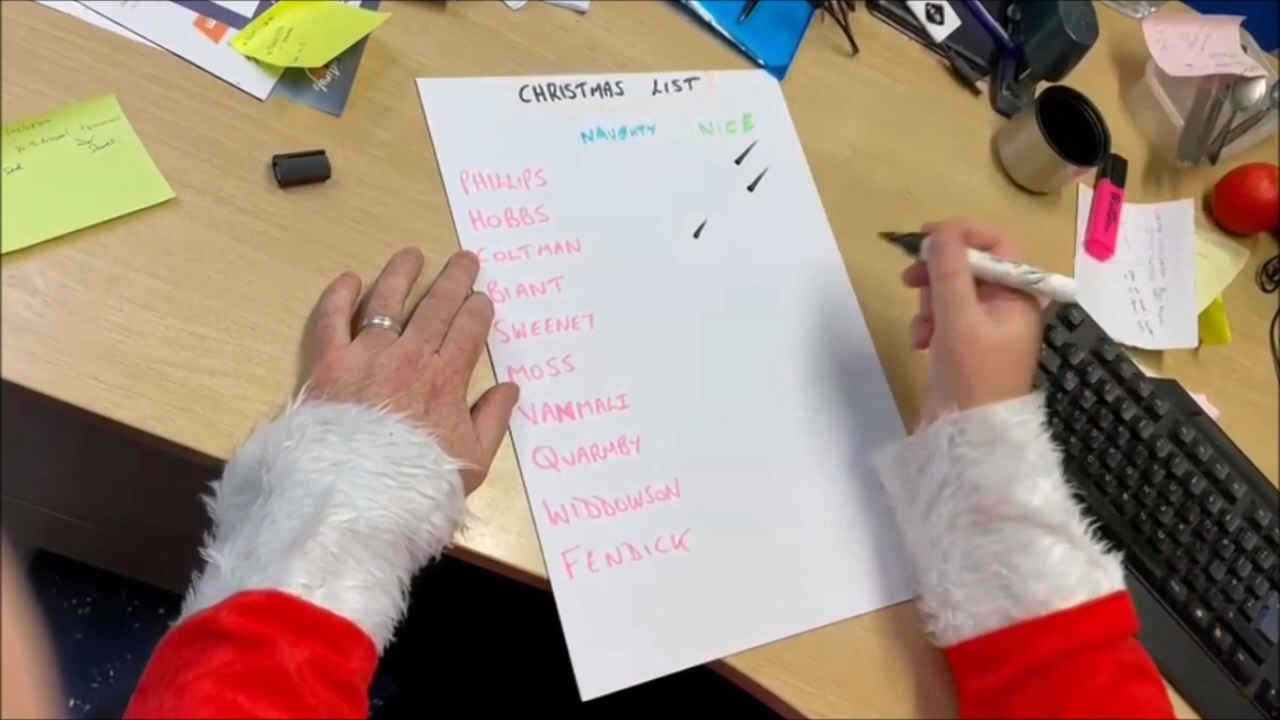 CHRISTMAS LIST
NAUGHTY NICE
PHILLIPS
HOBBS
COLTMAN
BIANT
SWEENEY
MOSS
VANMALI
QUARMBY
WIDDOWSON
FENDICK